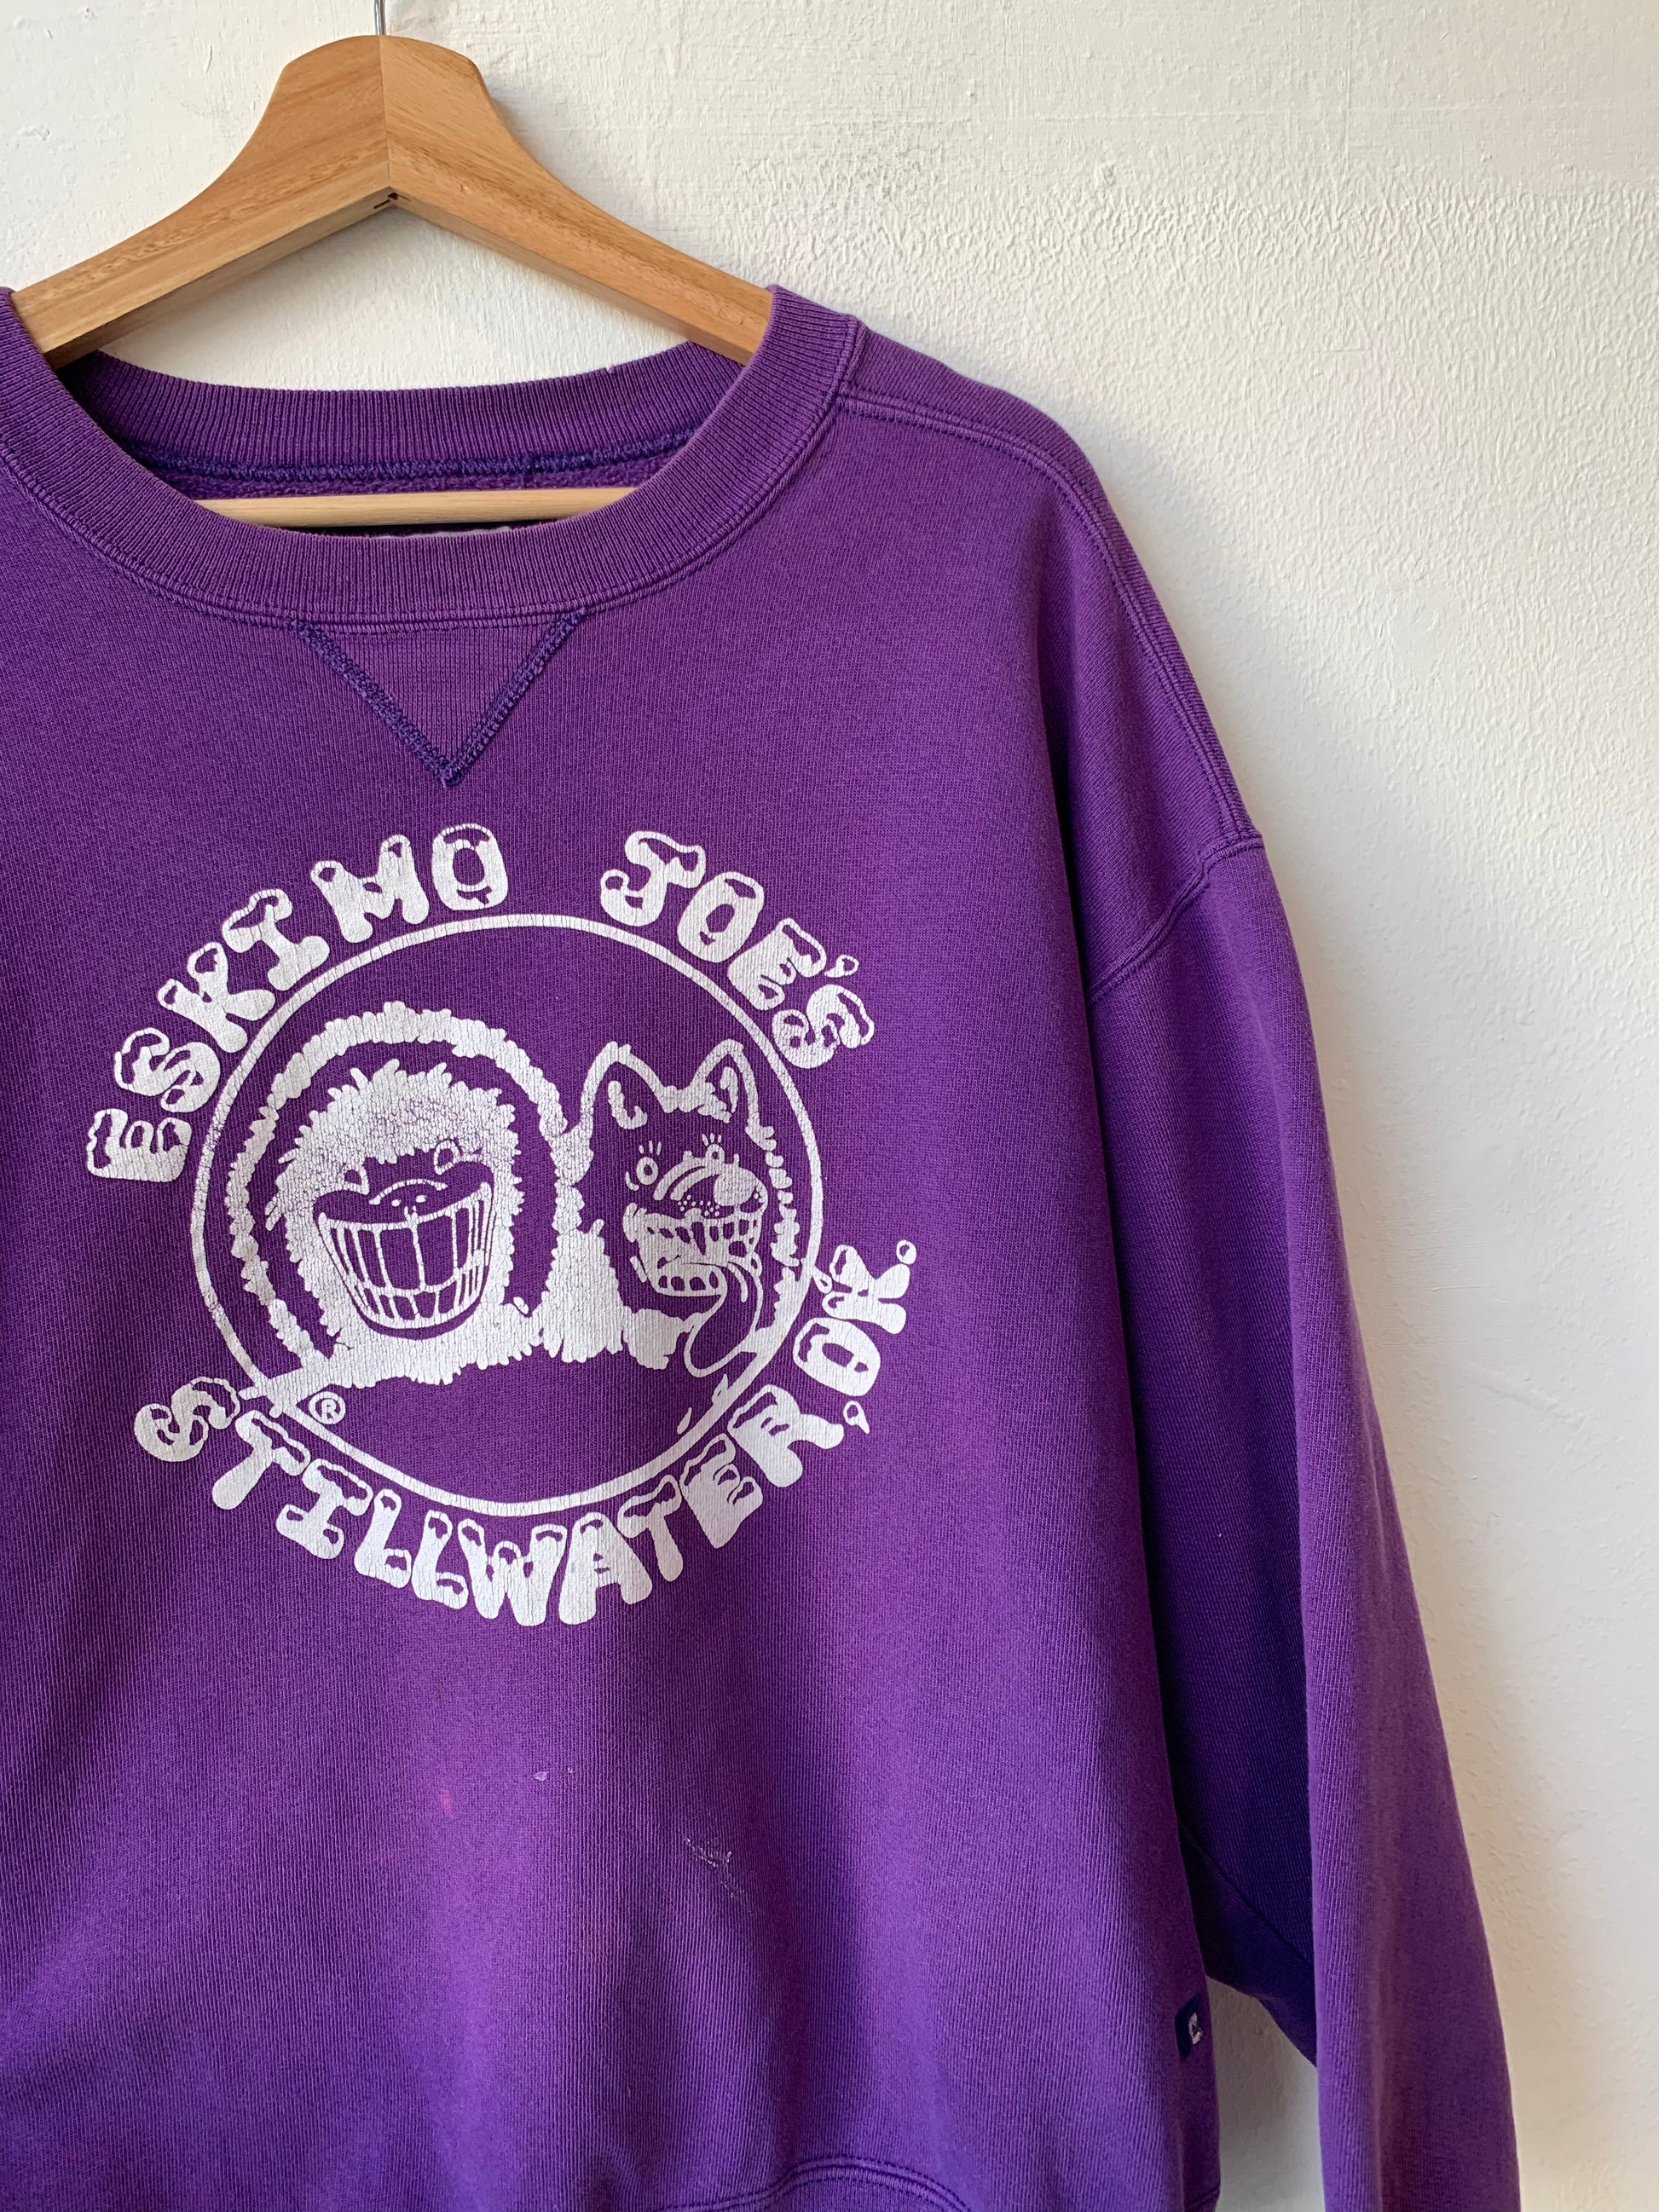 ESKIMO JOE'S
®
STILLWATER, OK.